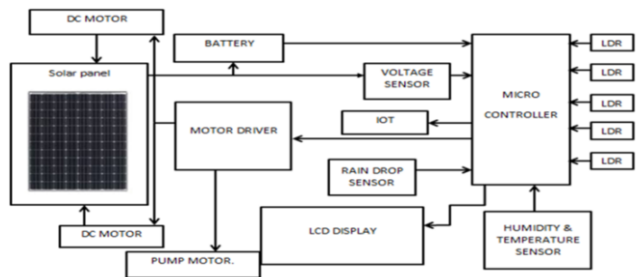 DC MOTOR
BATTERY
Solar panel
VOLTAGE
SENSOR
IOT
MOTOR DRIVER
RAIN DROP
SENSOR
DC MOTOR
PUMP MOTOR.
LCD DISPLAY
MICRO
CONTROLLER
LDR
LDR
LDR
LDR
LDR
HUMIDITY &
TEMPERATURE
SENSOR